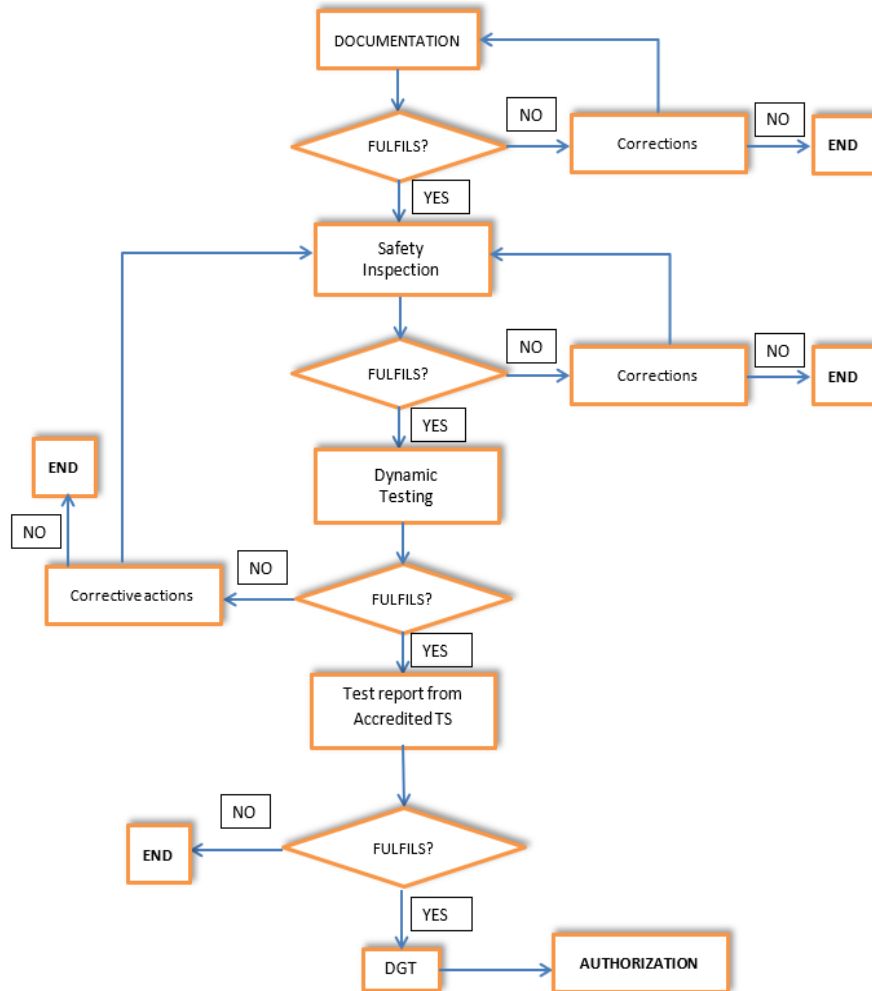 DOCUMENTATION
NO
NO
FULFILS?
Corrections
END
YES
Safety
Inspection
NO
NO
FULFILS?
Corrections
END
YES
END
Dynamic
Testing
NO
NO
Corrective actions
FULFILS?
YES
Test report from
Accredited TS
NO
FULFILS?
END
YES
DGT
AUTHORIZATION